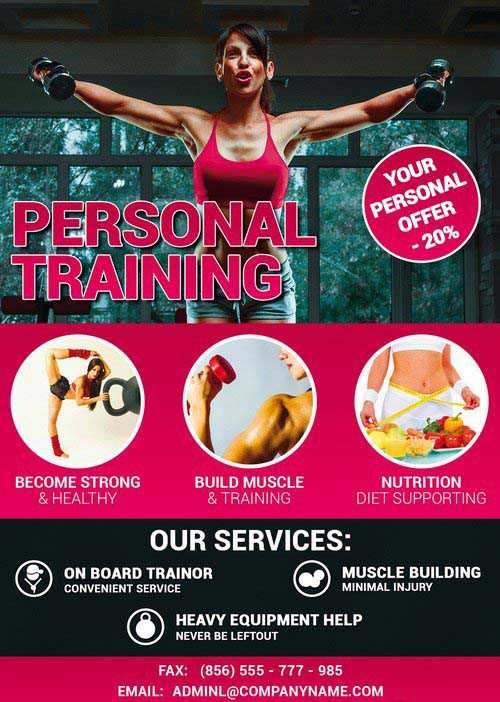 YOUR
PERSONAL
OFFER
- 20%
PERSONAL
TRAINING
BECOME STRONG
& HEALTHY
BUILD MUSCLE
& TRAINING
NUTRITION
DIET SUPPORTING
OUR SERVICES:
ON BOARD TRAINOR
CONVENIENT SERVICE
MUSCLE BUILDING
MINIMAL INJURY
HEAVY EQUIPMENT HELP
NEVER BE LEFTOUT
FAX: (856) 555 - 777 - 985
EMAIL: ADMINL@COMPANYNAME.COM